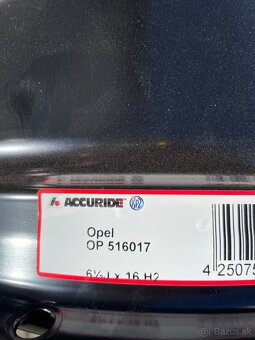 ACCURIDE
Opel
OP 516017
6½J x 16 H2
4 25075
Bazos.sk